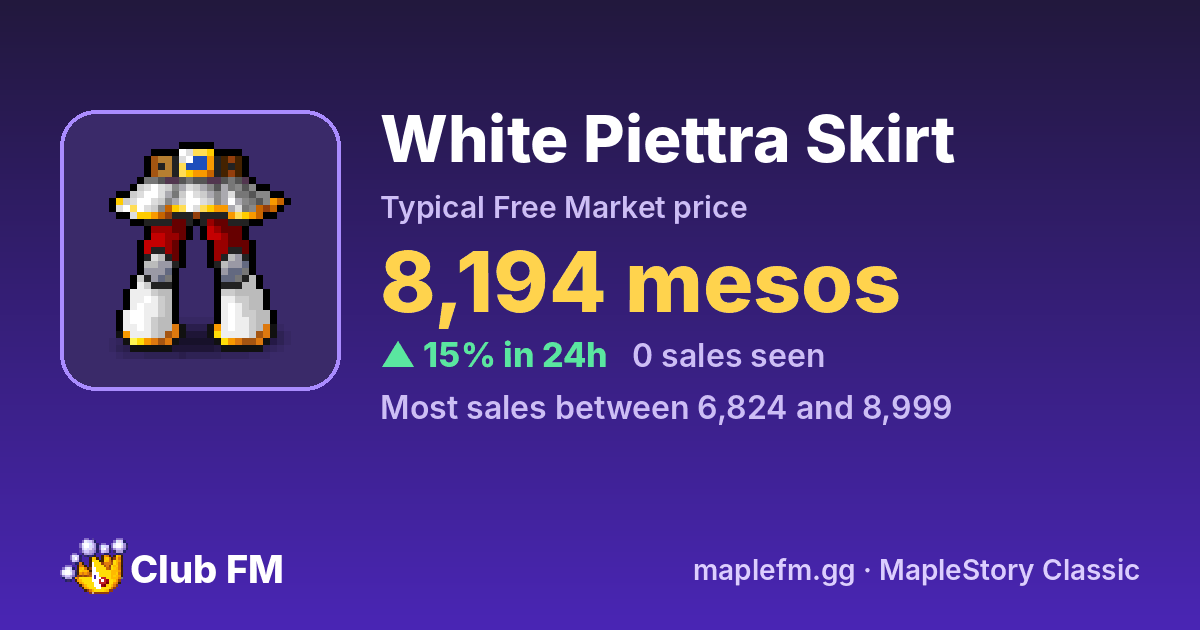 White Piettra Skirt
Typical Free Market price
8,194 mesos
▲ 15% in 24h 0 sales seen
Most sales between 6,824 and 8,999
Club FM
maplefm.gg · MapleStory Classic